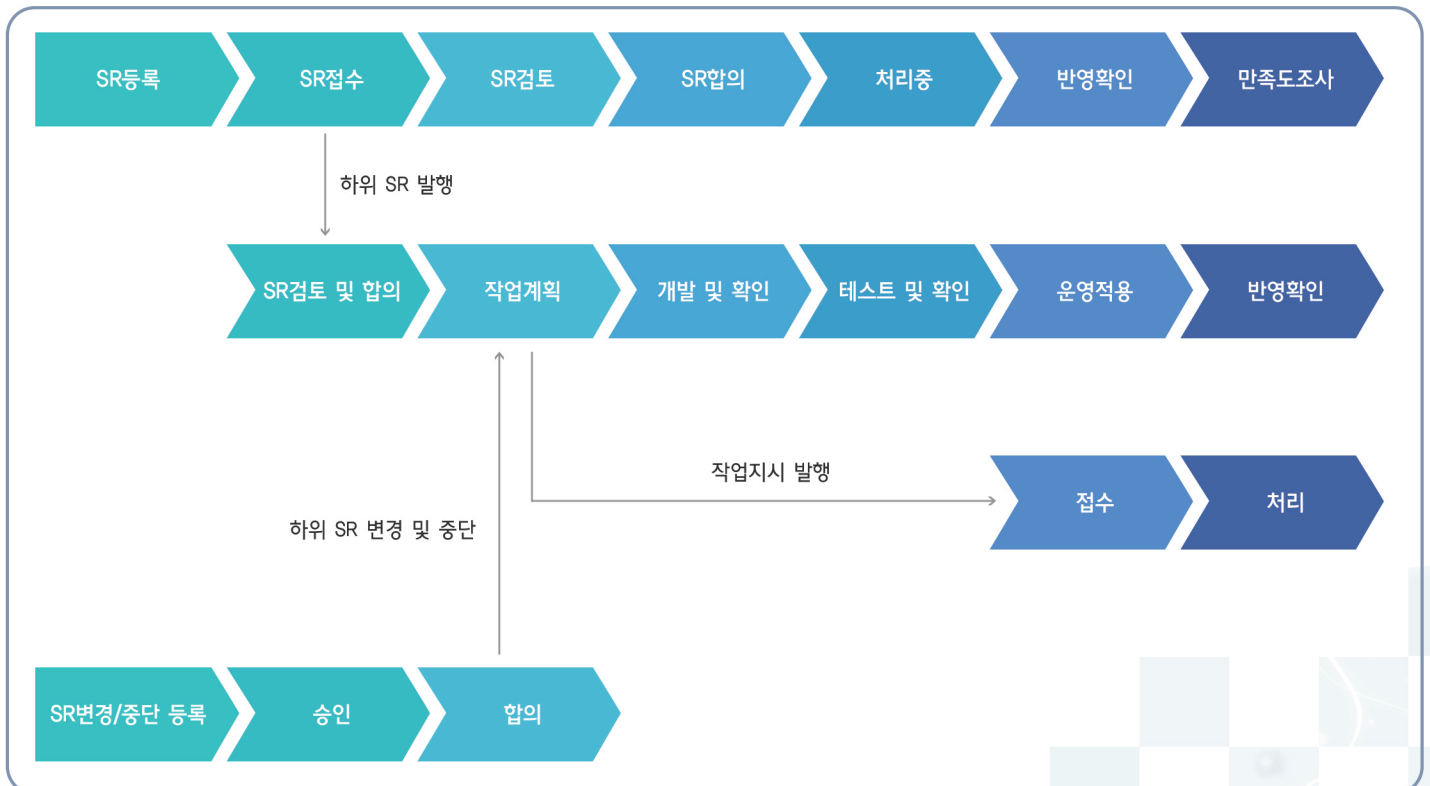 SR등록
SR접수
SR검토
SR합의
처리중
반영확인
만족도조사
하위 SR 발행
SR검토 및 합의
작업계획
개발 및 확인
테스트 및 확인
운영적용
반영확인
작업지시 발행
접수
처리
하위 SR 변경 및 중단
SR변경/중단 등록
승인
합의